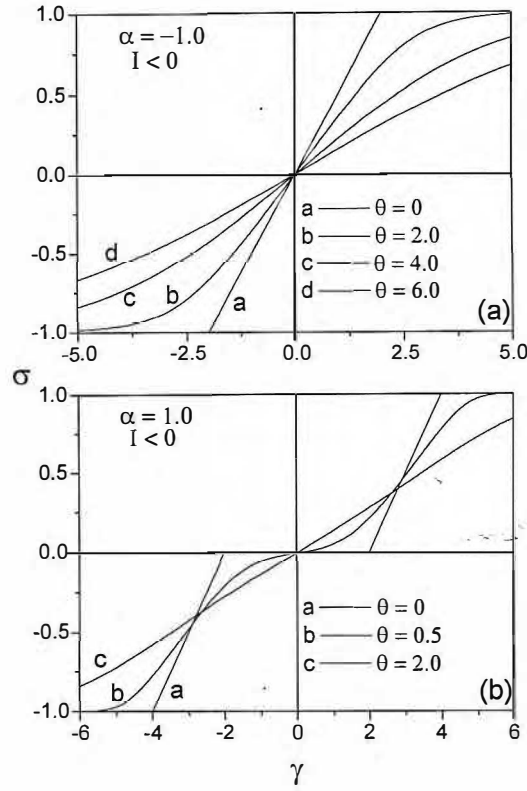 1.0
α = −1.0
I < 0
0.5
0.0
a — θ = 0
d
b — θ = 2.0
-0.5
c — θ = 4.0
c b a
d — θ = 6.0
(a)
-1.0
-5.0 -2.5 0.0 2.5 5.0
σ
1.0
α = 1.0
I < 0
0.5
0.0
a — θ = 0
-0.5
b — θ = 0.5
c
c — θ = 2.0
b a
(b)
-1.0
-6 -4 -2 0 2 4 6
γ